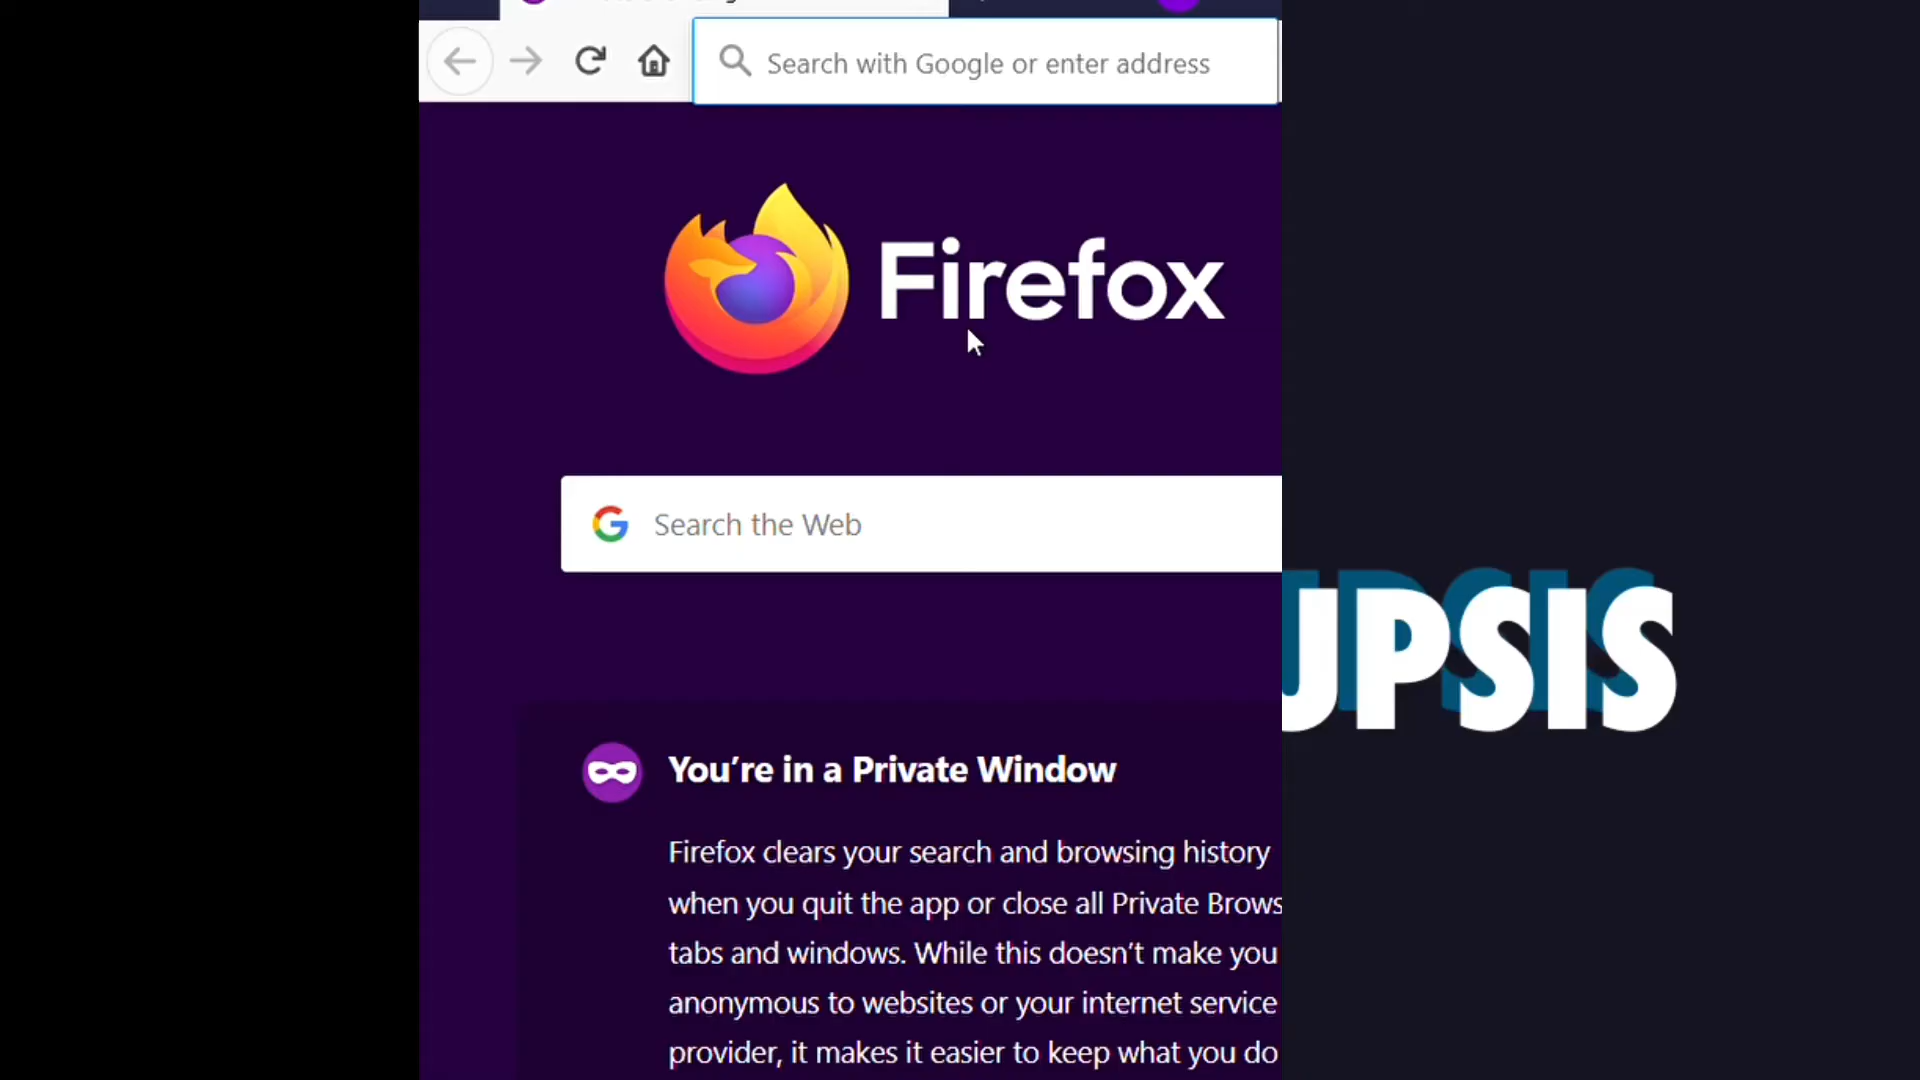 Search with Google or enter address
Firefox
Search the Web
UPSIS
You're in a Private Window
Firefox clears your search and browsing history
when you quit the app or close all Private Brows
tabs and windows. While this doesn't make you
anonymous to websites or your internet service
provider, it makes it easier to keep what you do